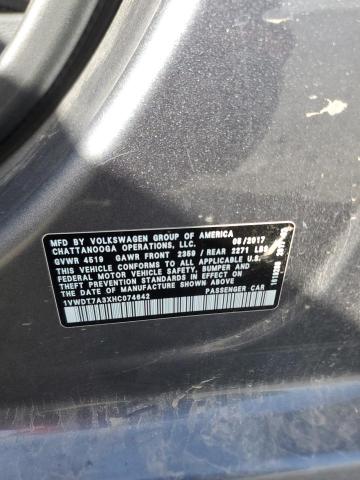 MFD. BY VOLKSWAGEN GROUP OF AMERICA
CHATTANOOGA OPERATIONS, LLC. 06/2017
GVWR 4519 GAWR FRONT 2359 / REAR 2271 LBS
THIS VEHICLE CONFORMS TO ALL APPLICABLE U.S.
FEDERAL MOTOR VEHICLE SAFETY, BUMPER AND
THEFT PREVENTION STANDARDS IN EFFECT ON
THE DATE OF MANUFACTURE SHOWN ABOVE.
1VWDT7A3XHC074642 PASSENGER CAR